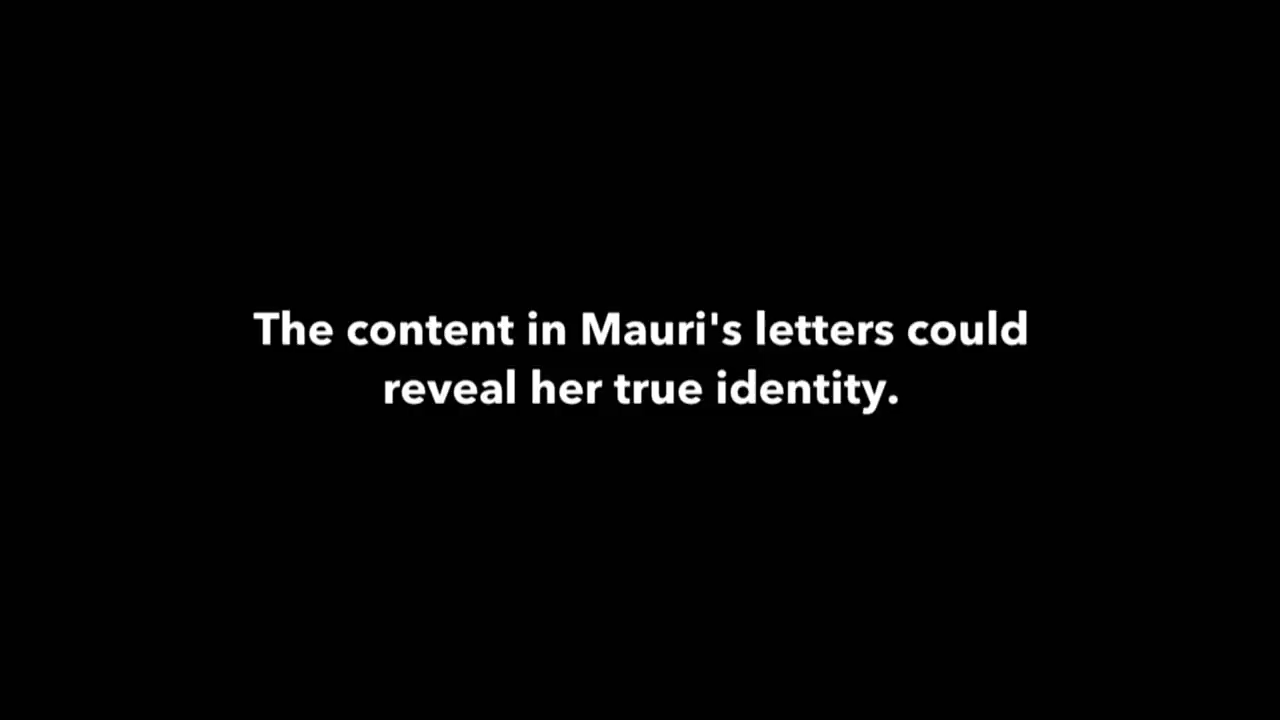 The content in Mauri's letters could
reveal her true identity.